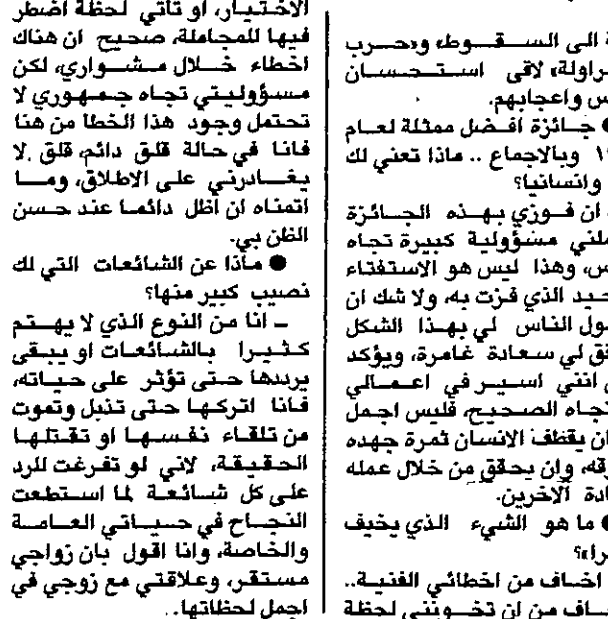 ة الى السقوط» و«حرب
راولة» لاقى استحسان
س واعجابهم.
● جائزة افضل ممثلة لعام
١٩ وبالاجماع .. ماذا تعني لك
وانسانيا؟
ان فوزي بهذه الجائزة
ملني مسؤولية كبيرة تجاه
س، وهذا ليس هو الاستفتاء
حيد الذي فزت به، ولا شك ان
ول الناس لي بهذا الشكل
قق لي سعادة غامرة، ويؤكد
انني اسير في اعمالي
تجاه الصحيح، فليس اجمل
ان يقطف الانسان ثمرة جهده
رقه، وان يحقق من خلال عمله
ادة الآخرين.
● ما هو الشيء الذي يخيف
را»؟
اخاف من اخطائي الفنية..
خاف من ان تخونني لحظة
الاختيار، او تأتي لحظة اضطر
فيها للمجاملة، صحيح ان هناك
اخطاء خلال مشواري، لكن
مسؤوليتي تجاه جمهوري لا
تحتمل وجود هذا الخطا من هنا
فانا في حالة قلق دائم، قلق لا
يغادرني على الاطلاق، وما
اتمناه ان اظل دائما عند حسن
الظن بي.
● ماذا عن الشائعات التي لك
نصيب كبير منها؟
ـ انا من النوع الذي لا يهتم
كثيرا بالشائعات او يبقى
يرددها حتى تؤثر على حياته،
فانا اتركها حتى تذبل وتموت
من تلقاء نفسها او تقتلها
الحقيقة، لاني لو تفرغت للرد
على كل شائعة لما استطعت
النجاح في حياتي العامة
والخاصة، وانا اقول بان زواجي
مستقر، وعلاقتي مع زوجي في
اجمل لحظاتها..